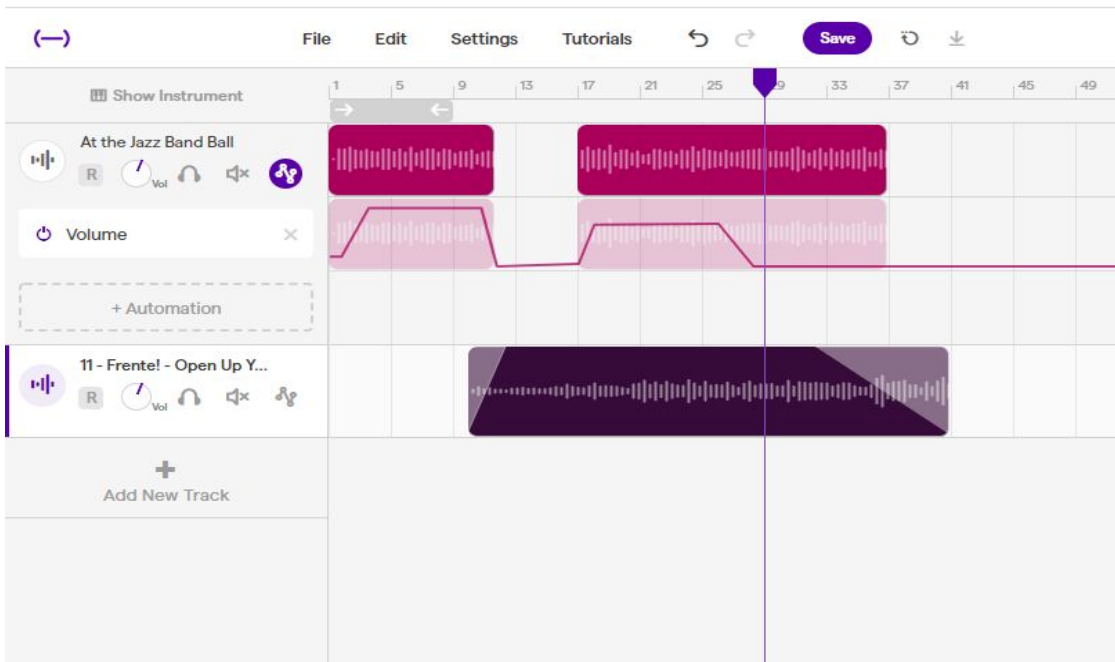 (—)
File Edit Settings Tutorials Save
Show Instrument
1 5 9 13 17 21 25 29 33 37 41 45 49
At the Jazz Band Ball
R Vol
Volume
+ Automation
11 - Frente! - Open Up Y...
R Vol
Add New Track